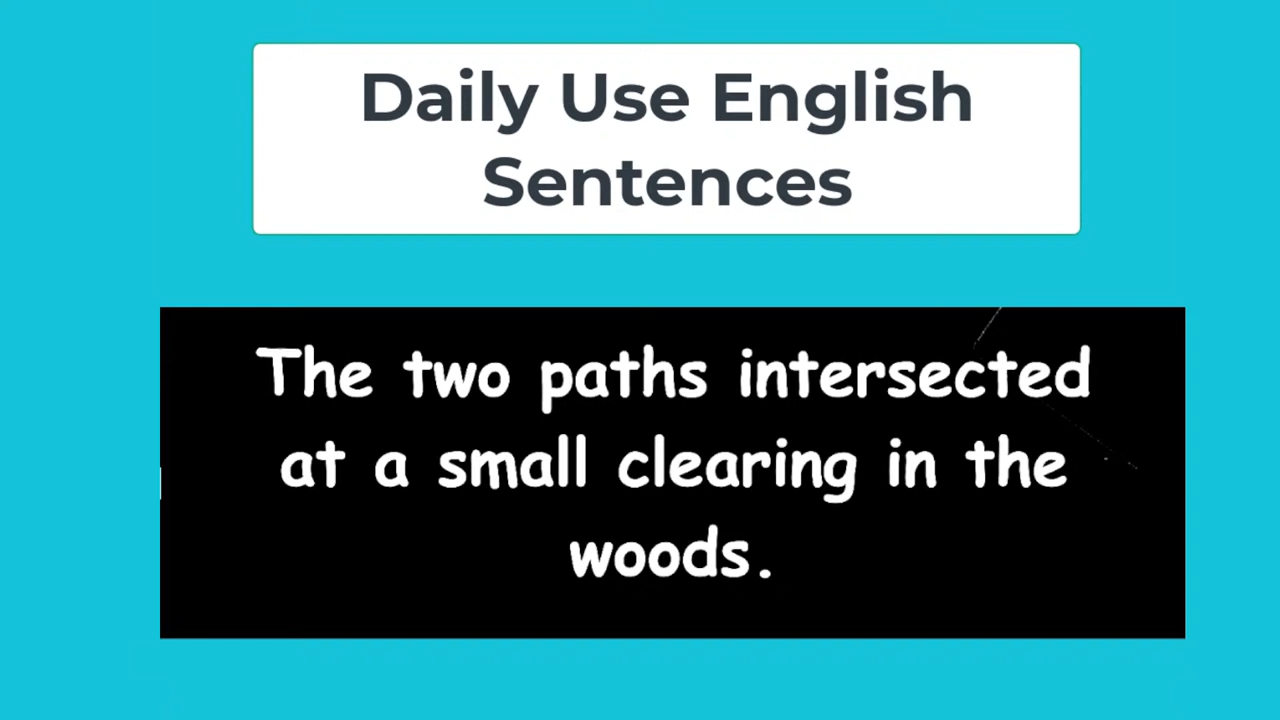 Daily Use English
Sentences
The two paths intersected
at a small clearing in the
woods.